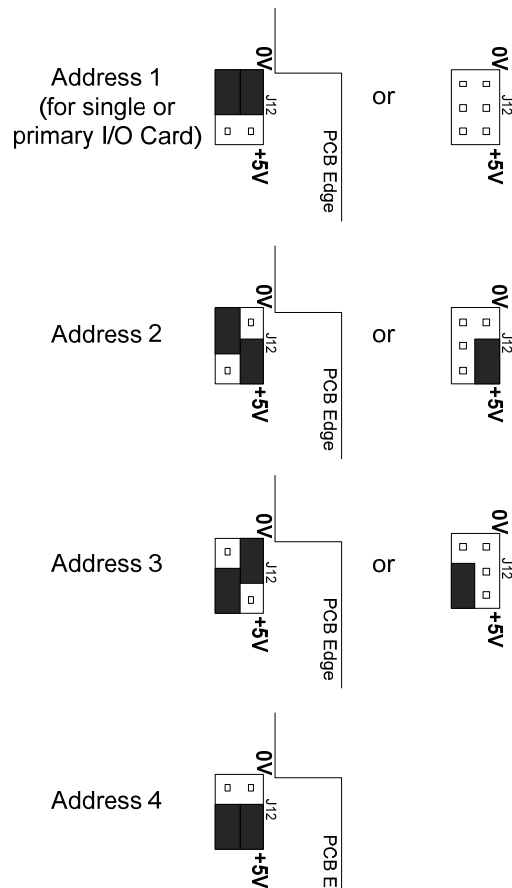 Address 1
(for single or
primary I/O Card)
0V
J12
+5V
PCB Edge
or
0V
J12
+5V
Address 2
0V
J12
+5V
PCB Edge
or
0V
J12
+5V
Address 3
0V
J12
+5V
PCB Edge
or
0V
J12
+5V
Address 4
0V
J12
+5V
PCB E